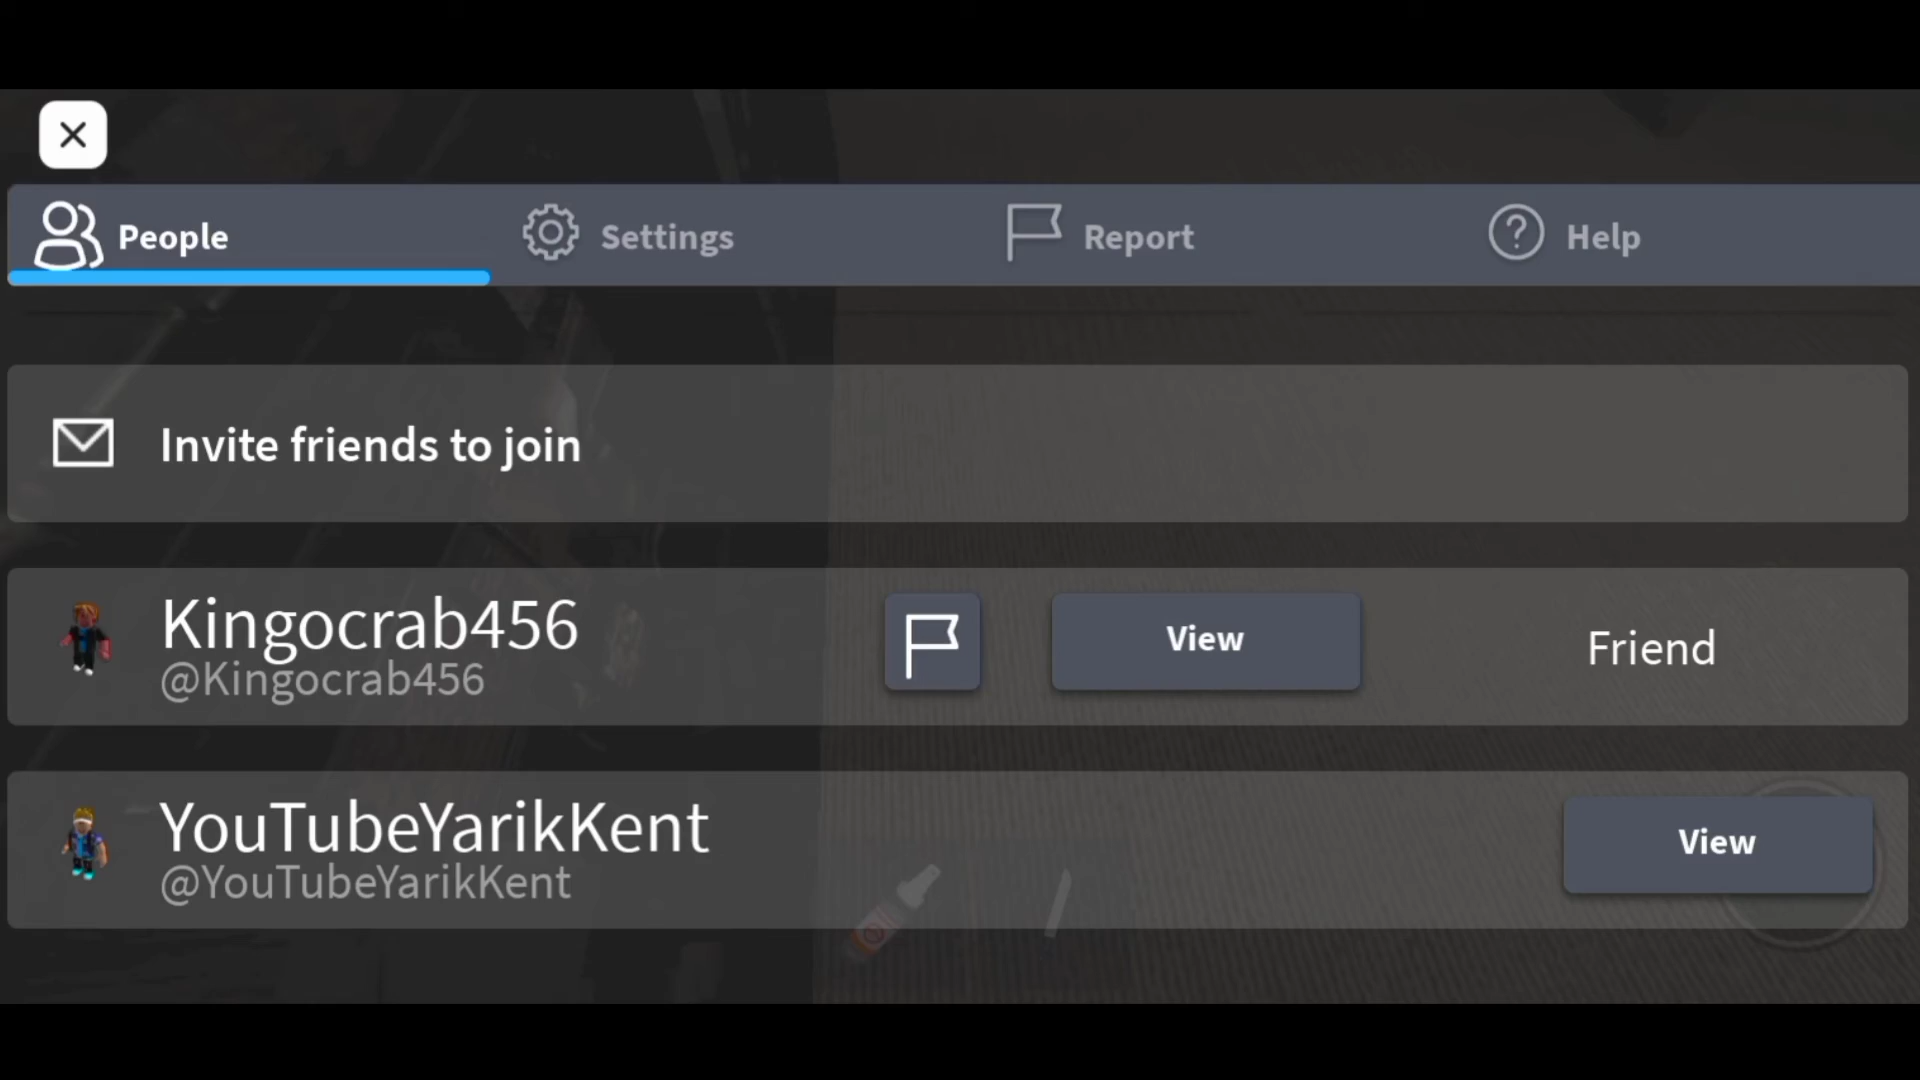 People
Settings
Report
Help
Invite friends to join
Kingocrab456
@Kingocrab456
View
Friend
YouTubeYarikKent
@YouTubeYarikKent
View